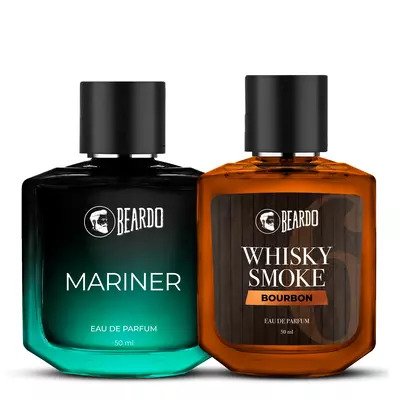 BEARDO
MARINER
EAU DE PARFUM
50 ml
BEARDO
WHISKY
SMOKE
BOURBON
EAU DE PARFUM
50 ml